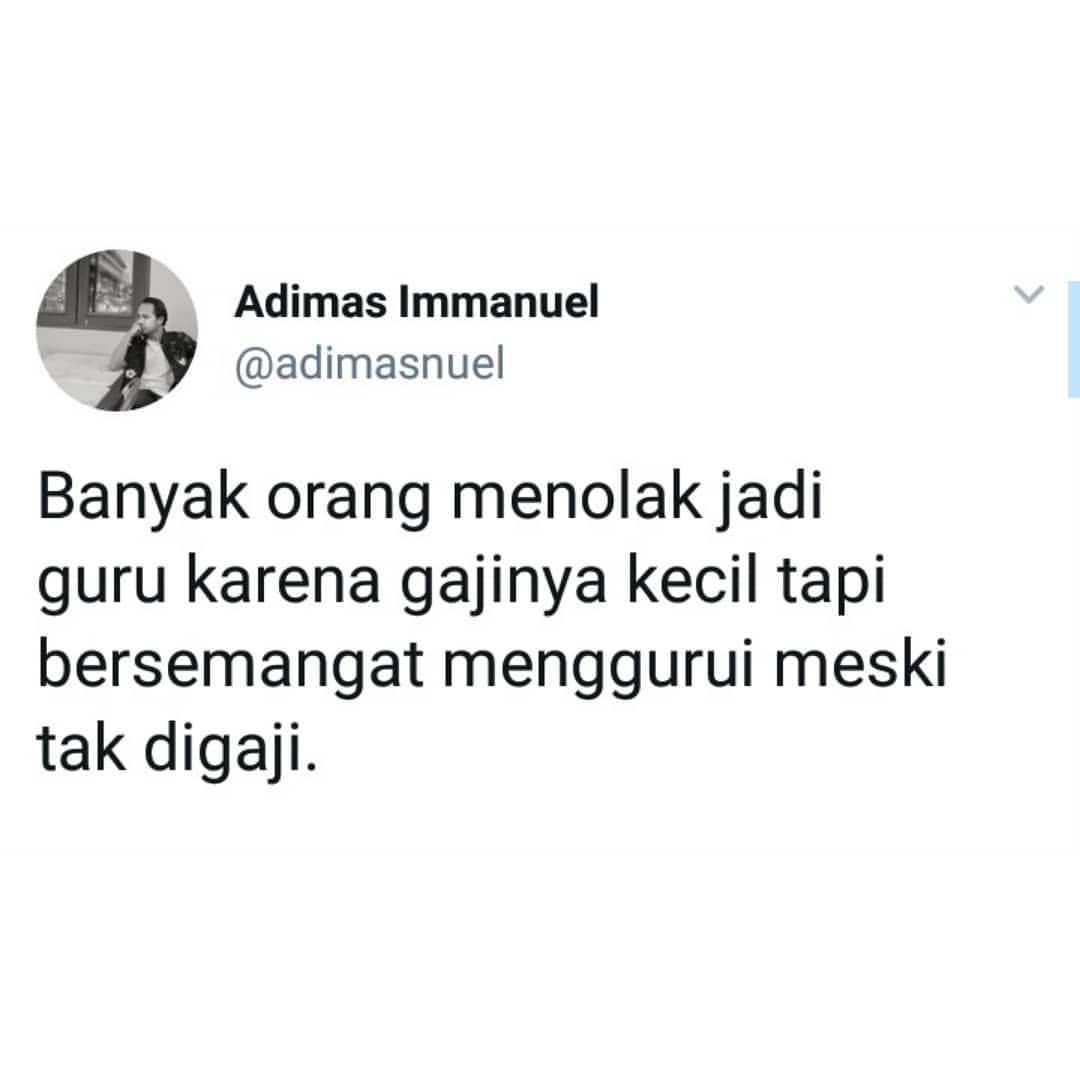 Adimas Immanuel
@adimasnuel
Banyak orang menolak jadi
guru karena gajinya kecil tapi
bersemangat menggurui meski
tak digaji.